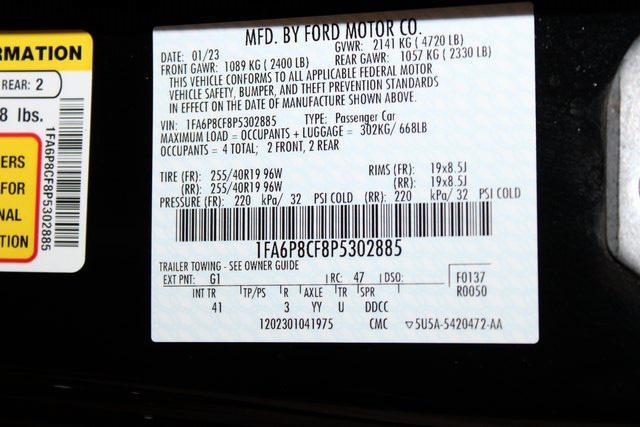 RMATION
REAR: 2
8 lbs.
ERS
FOR
NAL
TION
1FA6P8CF8P5302885
MFD. BY FORD MOTOR CO.
DATE: 01/23 GVWR: 2141 KG ( 4720 LB)
FRONT GAWR: 1089 KG ( 2400 LB) REAR GAWR: 1057 KG ( 2330 LB)
THIS VEHICLE CONFORMS TO ALL APPLICABLE FEDERAL MOTOR
VEHICLE SAFETY, BUMPER, AND THEFT PREVENTION STANDARDS
IN EFFECT ON THE DATE OF MANUFACTURE SHOWN ABOVE.
VIN: 1FA6P8CF8P5302885 TYPE: Passenger Car
MAXIMUM LOAD = OCCUPANTS + LUGGAGE = 302KG/ 668LB
OCCUPANTS = 4 TOTAL; 2 FRONT, 2 REAR
TIRE (FR): 255/40R19 96W RIMS (FR): 19x8.5J
(RR): 255/40R19 96W (RR): 19x8.5J
PRESSURE (FR): 220 kPa/ 32 PSI COLD (RR): 220 kPa/ 32 PSI COLD
1FA6P8CF8P5302885
TRAILER TOWING - SEE OWNER GUIDE
EXT PNT: G1 RC: 47 DSO: F0137
INT TR TP/PS R AXLE TR SPR R0050
41 3 YY U DDCC
1202301041975 CMC ▽5U5A-5420472-AA